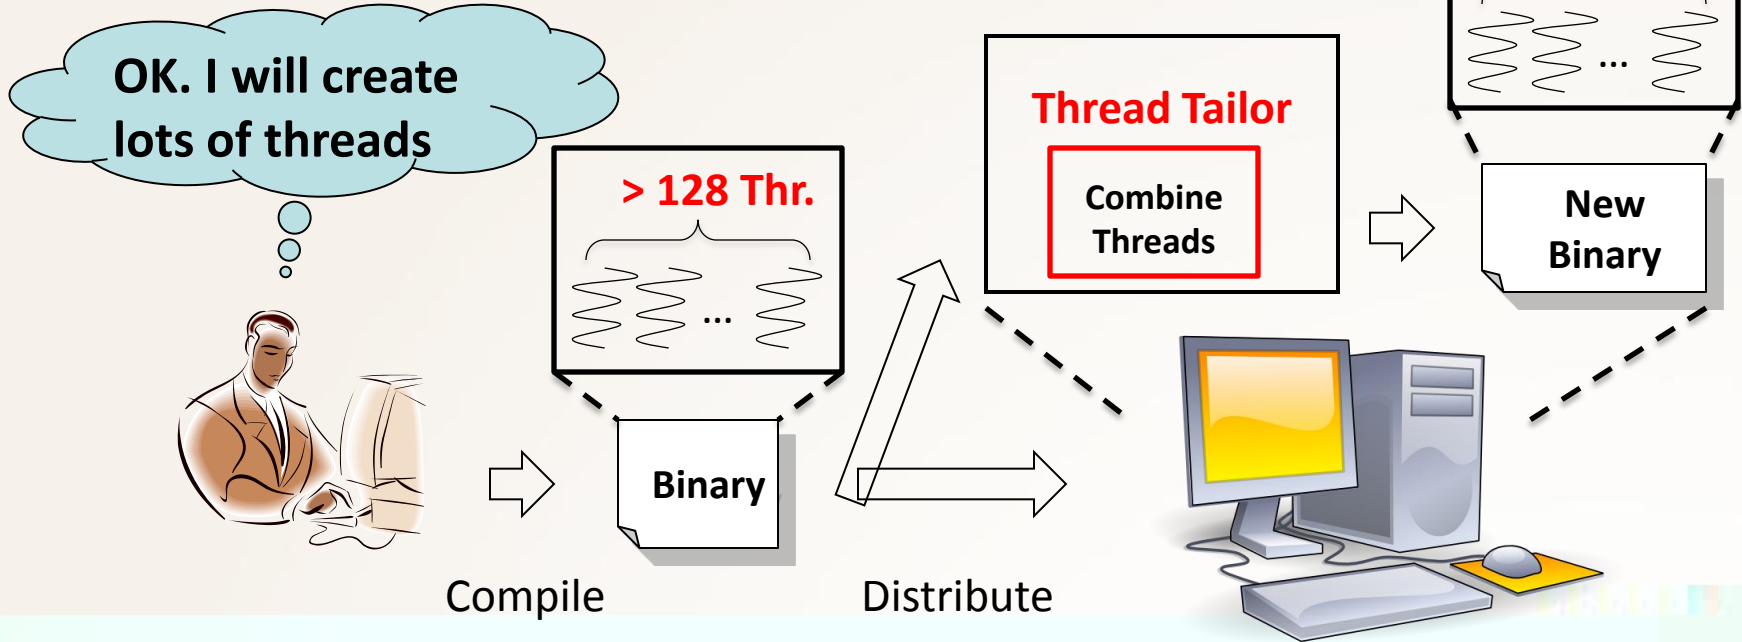 OK. I will create
lots of threads
> 128 Thr.
...
Binary
Compile
Distribute
Thread Tailor
Combine
Threads
...
New
Binary